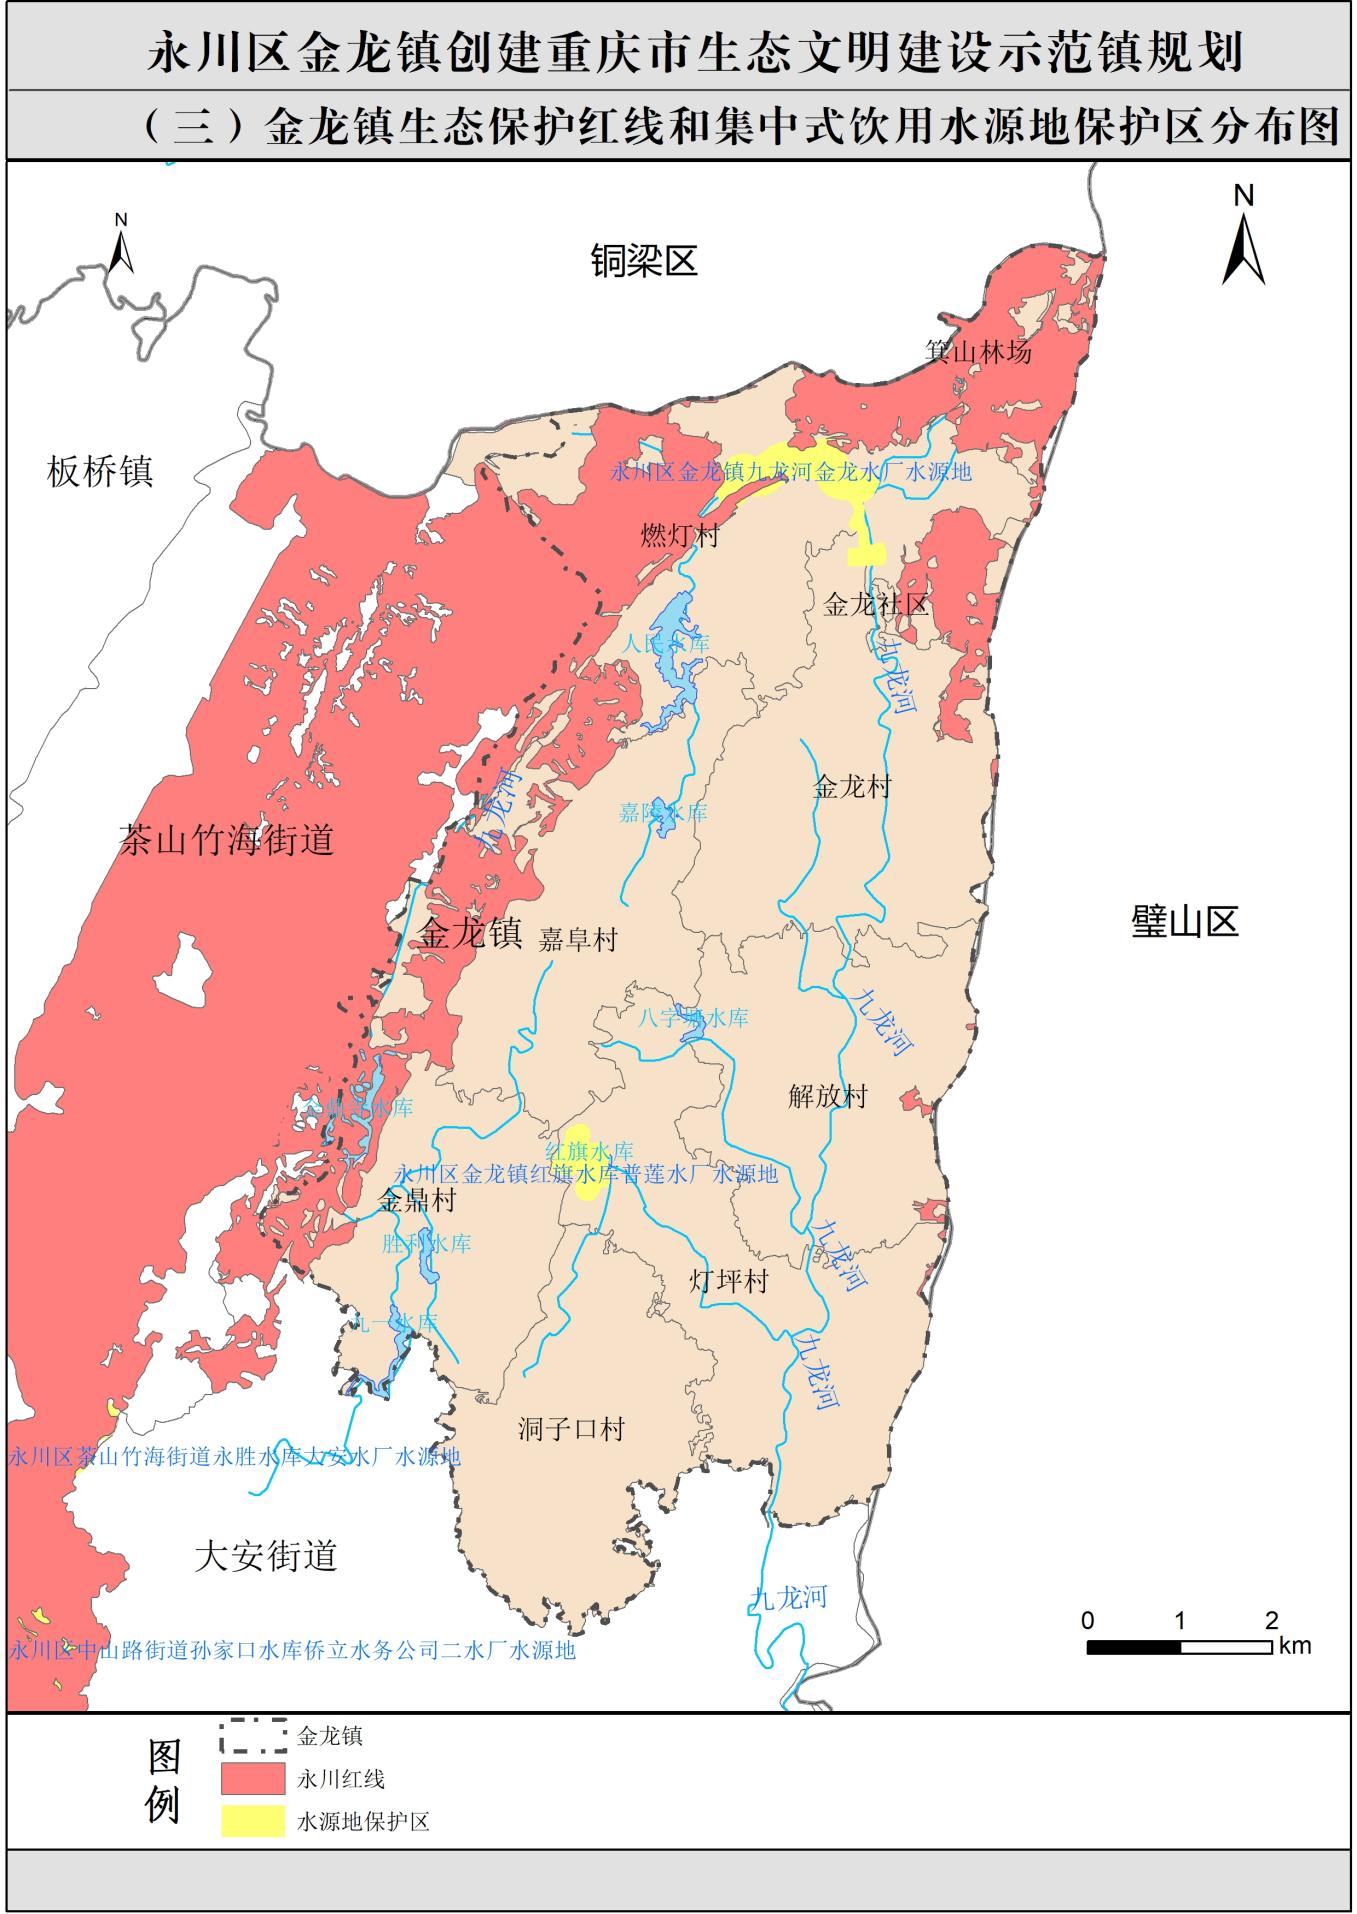 永川区金龙镇创建重庆市生态文明建设示范镇规划
（三）金龙镇生态保护红线和集中式饮用水源地保护区分布图
N
N
铜梁区
箕山林场
板桥镇
永川区金龙镇九龙河金龙水厂水源地
燃灯村
金龙社区
人民水库
九龙河
金龙村
九龙河
嘉陵水库
茶山竹海街道
璧山区
金龙镇
嘉阜村
八字塘水库
九龙河
解放村
水库
红旗水库
永川区金龙镇红旗水库普莲水厂水源地
金鼎村
胜利水库
九龙河
灯坪村
九一水库
九龙河
洞子口村
永川区茶山竹海街道永胜水库大安水厂水源地
大安街道
九龙河
永川区中山路街道孙家口水库侨立水务公司二水厂水源地
0 1 2
km
图例
金龙镇
永川红线
水源地保护区